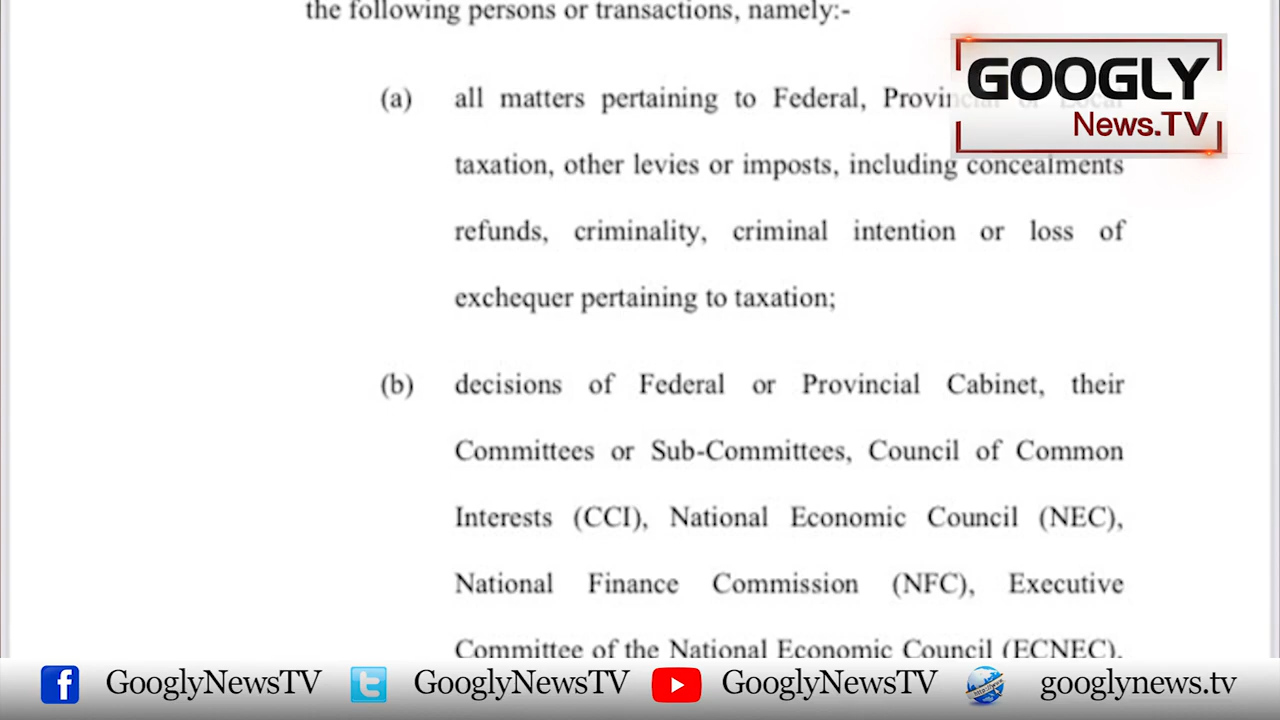 the following persons or transactions, namely:-
GOOGLY
News.TV
(a) all matters pertaining to Federal, Provincial or Local
taxation, other levies or imposts, including concealments
refunds, criminality, criminal intention or loss of
exchequer pertaining to taxation;
(b) decisions of Federal or Provincial Cabinet, their
Committees or Sub-Committees, Council of Common
Interests (CCI), National Economic Council (NEC),
National Finance Commission (NFC), Executive
Committee of the National Economic Council (ECNEC),
GooglyNewsTV GooglyNewsTV GooglyNewsTV googlynews.tv